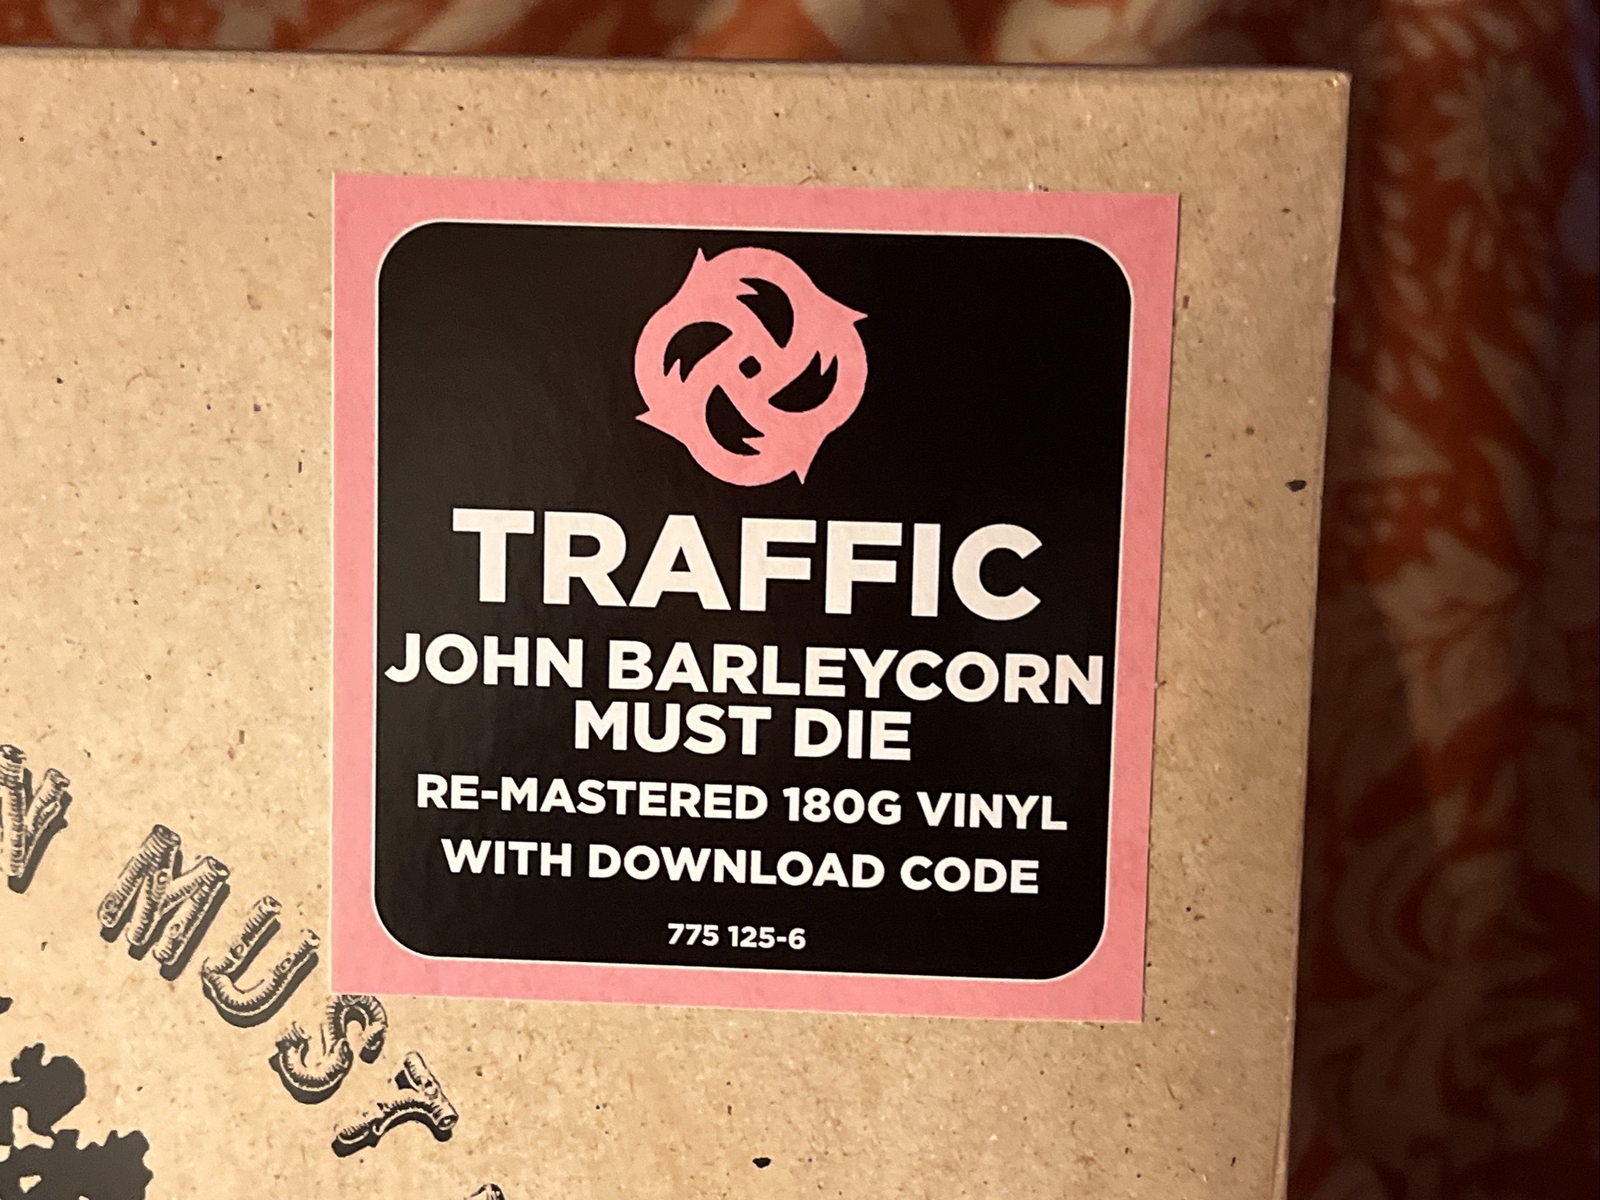 TRAFFIC
JOHN BARLEYCORN
MUST DIE
RE-MASTERED 180G VINYL
WITH DOWNLOAD CODE
775 125-6
Y MUST